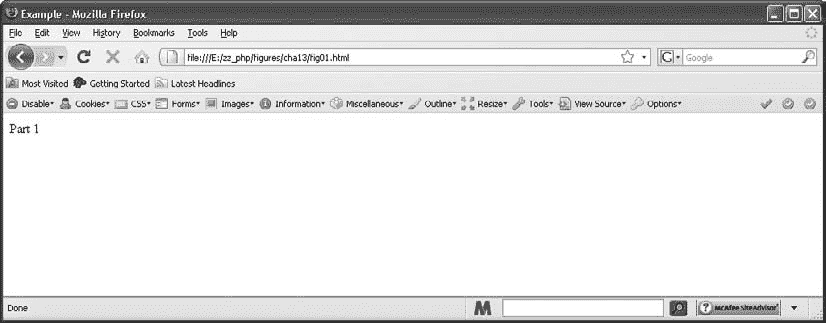 Example - Mozilla Firefox
File Edit View History Bookmarks Tools Help
file:///E:/zz_php/figures/cha13/fig01.html G Google
Most Visited Getting Started Latest Headlines
Disable Cookies CSS Forms Images Information Miscellaneous Outline Resize Tools View Source Options
Part 1
Done M McAfee SiteAdvisor